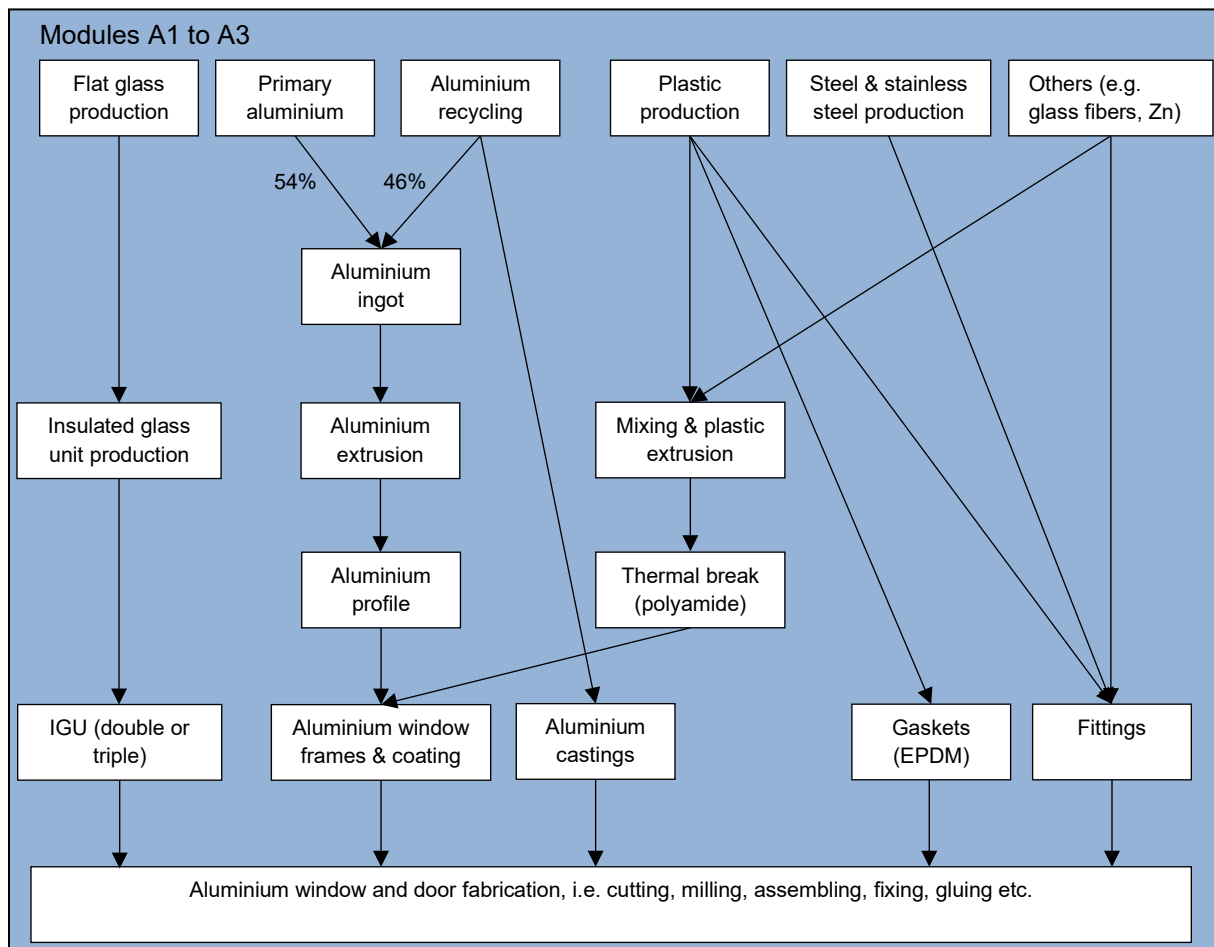 Modules A1 to A3
Flat glass
production
Primary
aluminium
Aluminium
recycling
Plastic
production
Steel & stainless
steel production
Others (e.g.
glass fibers, Zn)
54%
46%
Aluminium
ingot
Insulated glass
unit production
Aluminium
extrusion
Mixing & plastic
extrusion
Aluminium
profile
Thermal break
(polyamide)
IGU (double or
triple)
Aluminium window
frames & coating
Aluminium
castings
Gaskets
(EPDM)
Fittings
Aluminium window and door fabrication, i.e. cutting, milling, assembling, fixing, gluing etc.